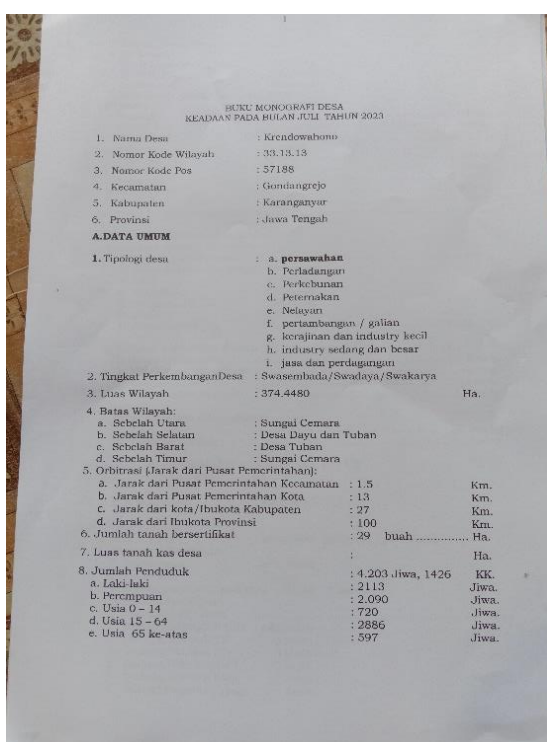 1
BUKU MONOGRAFI DESA
KEADAAN PADA BULAN JULI TAHUN 2023
1. Nama Desa : Krendowahono
2. Nomor Kode Wilayah : 33.13.13
3. Nomor Kode Pos : 57188
4. Kecamatan : Gondangrejo
5. Kabupaten : Karanganyar
6. Provinsi : Jawa Tengah
A.DATA UMUM
1. Tipologi desa : a. persawahan
b. Perladangan
c. Perkebunan
d. Peternakan
e. Nelayan
f. pertambangan / galian
g. kerajinan dan industry kecil
h. industry sedang dan besar
i. jasa dan perdagangan
2. Tingkat PerkembanganDesa : Swasembada/Swadaya/Swakarya
3. Luas Wilayah : 374.4480 Ha.
4. Batas Wilayah:
a. Sebelah Utara : Sungai Cemara
b. Sebelah Selatan : Desa Dayu dan Tuban
c. Sebelah Barat : Desa Tuban
d. Sebelah Timur : Sungai Cemara
5. Orbitrasi (Jarak dari Pusat Pemerintahan):
a. Jarak dari Pusat Pemerintahan Kecamatan : 1.5 Km.
b. Jarak dari Pusat Pemerintahan Kota : 13 Km.
c. Jarak dari kota/Ibukota Kabupaten : 27 Km.
d. Jarak dari Ibukota Provinsi : 100 Km.
6. Jumlah tanah bersertifikat : 29 buah ............... Ha.
7. Luas tanah kas desa : Ha.
8. Jumlah Penduduk : 4.203 Jiwa, 1426 KK.
a. Laki-laki : 2113 Jiwa.
b. Perempuan : 2.090 Jiwa.
c. Usia 0 – 14 : 720 Jiwa.
d. Usia 15 – 64 : 2886 Jiwa.
e. Usia 65 ke-atas : 597 Jiwa.